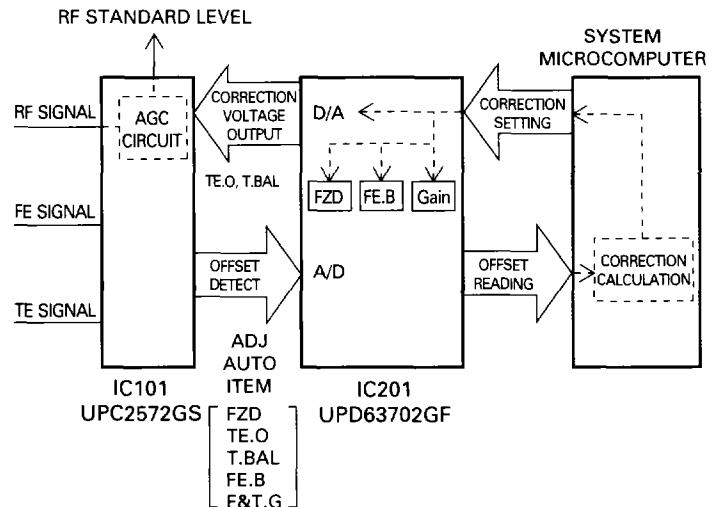 RF STANDARD LEVEL
SYSTEM
MICROCOMPUTER
RF SIGNAL
AGC
CIRCUIT
CORRECTION
VOLTAGE
OUTPUT
D/A
CORRECTION
SETTING
TE.O, T.BAL
FZD
FE.B
Gain
FE SIGNAL
OFFSET
DETECT
A/D
OFFSET
READING
CORRECTION
CALCULATION
TE SIGNAL
ADJ
AUTO
ITEM
IC101
UPC2572GS
IC201
UPD63702GF
FZD
TE.O
T.BAL
FE.B
F&T.G